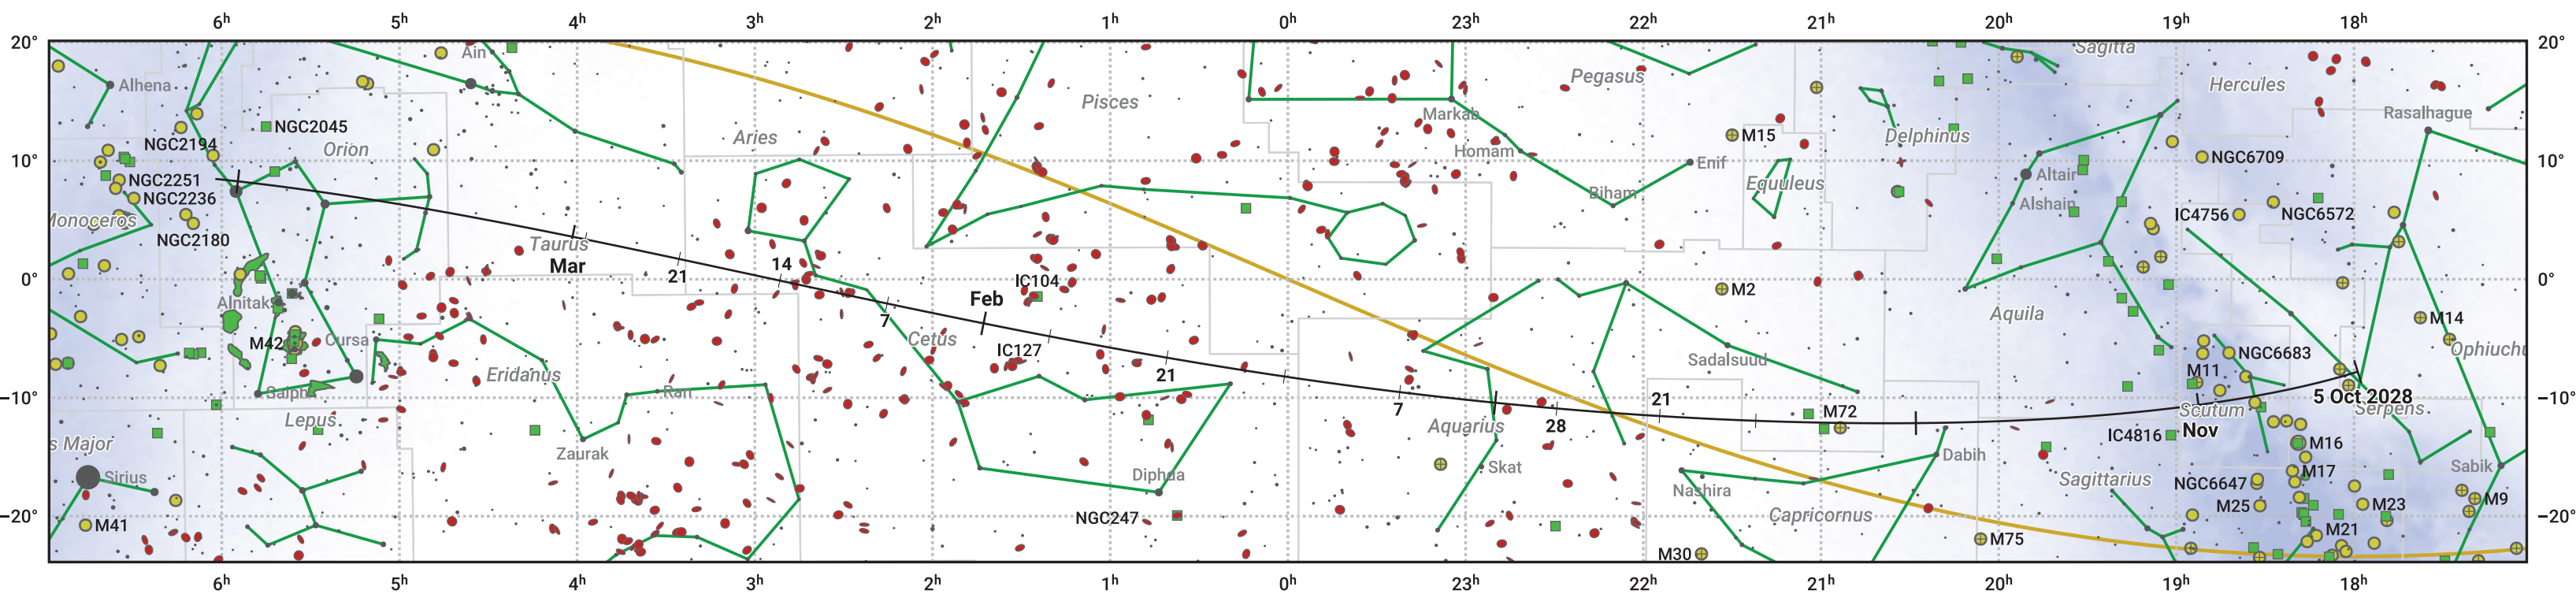 6h 5h 4h 3h 2h 1h 0h 23h 22h 21h 20h 19h 18h
20° 20°
Ain
Sagitta
Pegasus
Alhena
Hercules
Pisces
Rasalhague
Markab
NGC2045
Aries
M15
Delphinus
NGC2194
Orion
Homam
10° 10°
Enif
NGC6709
NGC2251
Altair
Equuleus
NGC2236
Biham
Alshain
Monoceros
IC4756
NGC6572
NGC2180
Taurus
Mar
21
14
0° 0°
IC104
M2
Alnitak
Feb
7
Aquila
M14
M42
Cursa
Cetus
IC127
Ophiuchu
NGC6683
Sadalsuud
Eridanus
21
M11
Saiph
Ran
−10° −10°
5 Oct 2028
21
7
Scutum
Serpens
M72
Lepus
28
Aquarius
Nov
IC4816
s Major
M16
Zaurak
Dabih
Skat
Sabik
Sirius
Diphda
M17
Sagittarius
NGC6647
Nashira
M9
M25
M23
NGC247
Capricornus
−20° −20°
M41
M21
M75
M30
6h 5h 4h 3h 2h 1h 0h 23h 22h 21h 20h 19h 18h